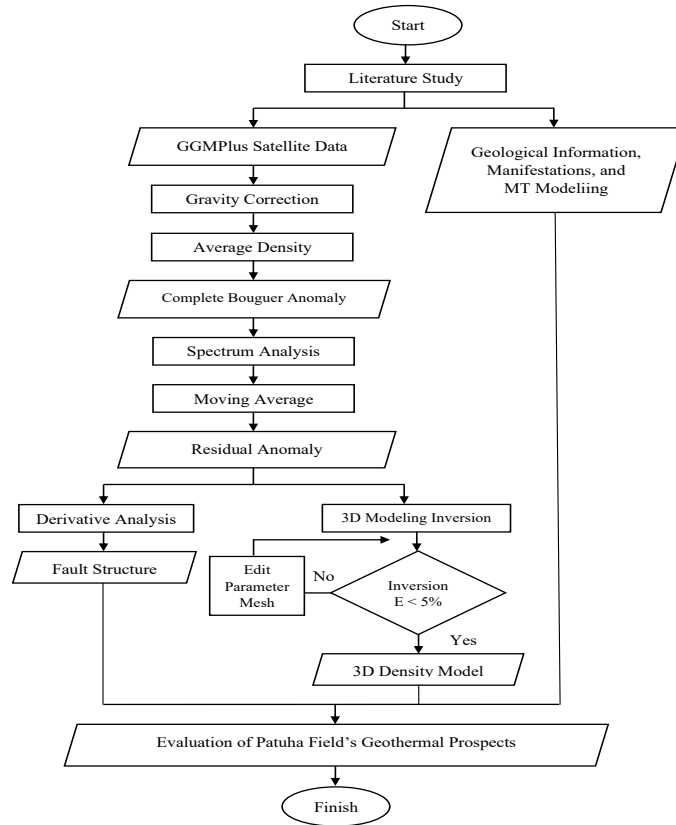 Start
Literature Study
GGMPlus Satellite Data
Geological Information,
Manifestations, and
MT Modeliing
Gravity Correction
Average Density
Complete Bouguer Anomaly
Spectrum Analysis
Moving Average
Residual Anomaly
Derivative Analysis
3D Modeling Inversion
Fault Structure
Edit
Parameter
Mesh
No
Inversion
E < 5%
Yes
3D Density Model
Evaluation of Patuha Field's Geothermal Prospects
Finish